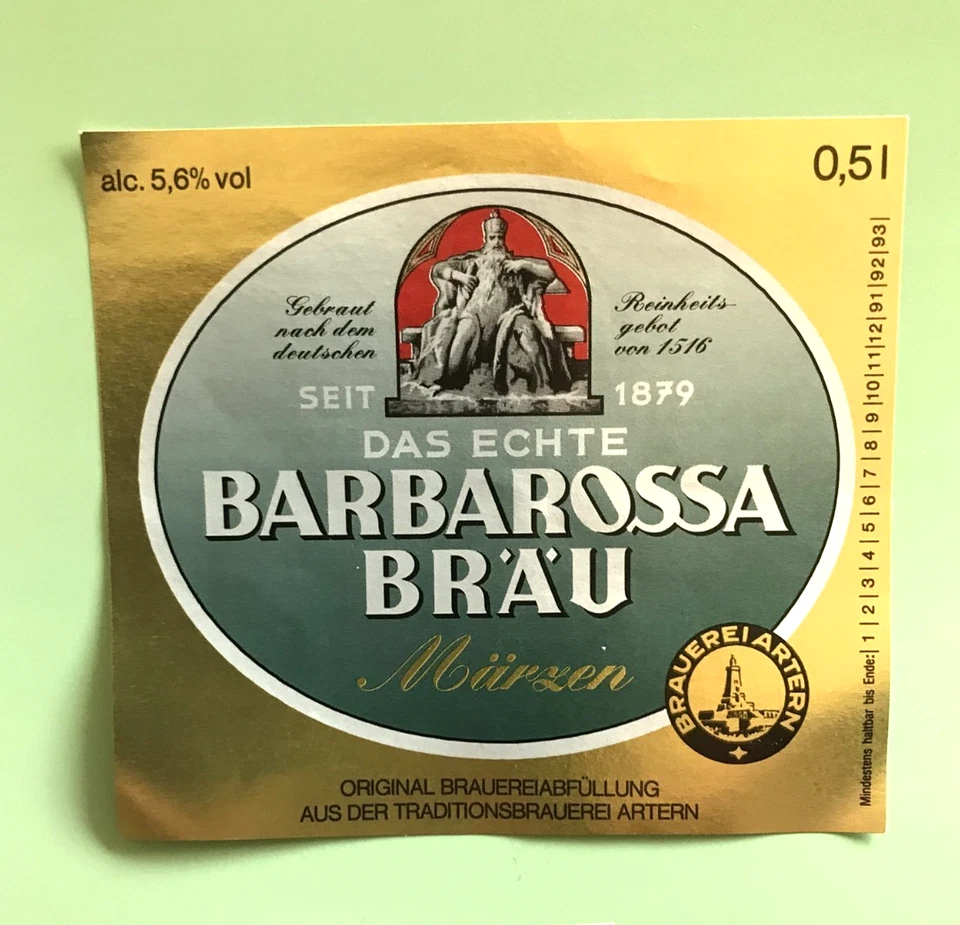 alc. 5,6% vol
0,5 l
Gebraut
nach dem
deutschen
Reinheits-
gebot
von 1516
SEIT 1879
DAS ECHTE
BARBAROSSA
BRÄU
Märzen
BRAUEREI ARTERN
ORIGINAL BRAUEREIABFÜLLUNG
AUS DER TRADITIONSBRAUEREI ARTERN
Mindestens haltbar bis Ende:| 1 | 2 | 3 | 4 | 5 | 6 | 7 | 8 | 9 |10|11|12|91|92|93|